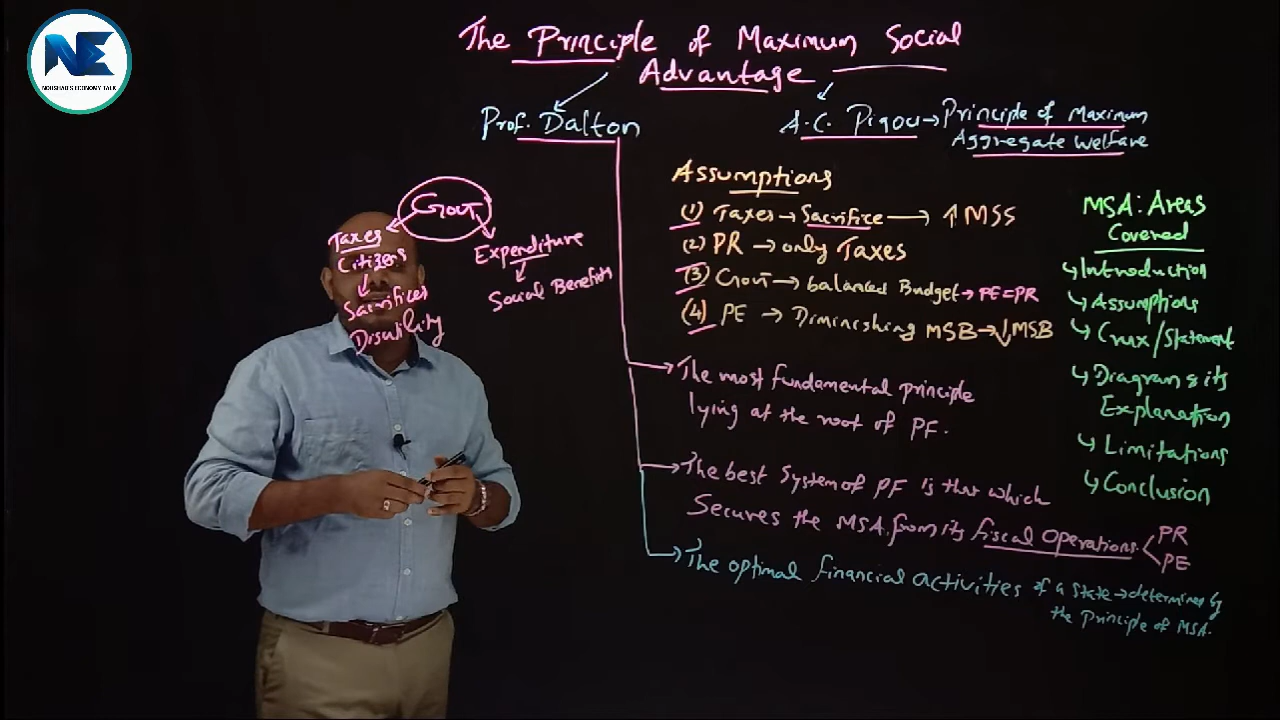 NE
NOUSHAD'S ECONOMY TALK
The Principle of Maximum Social
Advantage
Prof. Dalton
A.C. Pigou → Principle of Maximum
Aggregate Welfare
Govt
Taxes
Citizens
Sacrifices
Disutility
Expenditure
Social Benefits
Assumptions
(1) Taxes → Sacrifice → ↑ MSS
(2) PR → only Taxes
(3) Govt → balanced Budget → PE = PR
(4) PE → Diminishing MSB → ↓ MSB
The most fundamental principle
lying at the root of PF.
The best system of PF is that which
Secures the MSA from its fiscal operations
PR
PE
The optimal financial activities of a state → determined by
the Principle of MSA.
MSA: Areas
Covered
↳ Introduction
↳ Assumptions
↳ Crux/Statement
↳ Diagram & its
Explanation
↳ Limitations
↳ Conclusion